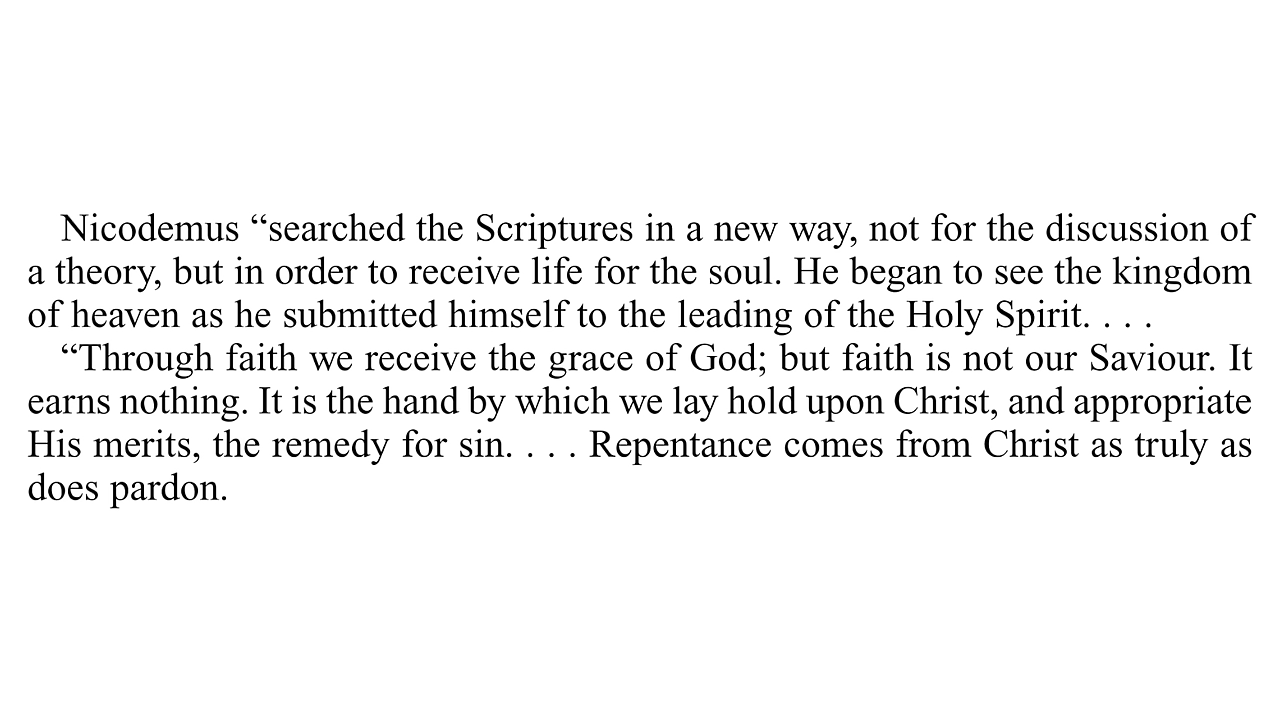 Nicodemus “searched the Scriptures in a new way, not for the discussion of
a theory, but in order to receive life for the soul. He began to see the kingdom
of heaven as he submitted himself to the leading of the Holy Spirit. . . .
“Through faith we receive the grace of God; but faith is not our Saviour. It
earns nothing. It is the hand by which we lay hold upon Christ, and appropriate
His merits, the remedy for sin. . . . Repentance comes from Christ as truly as
does pardon.